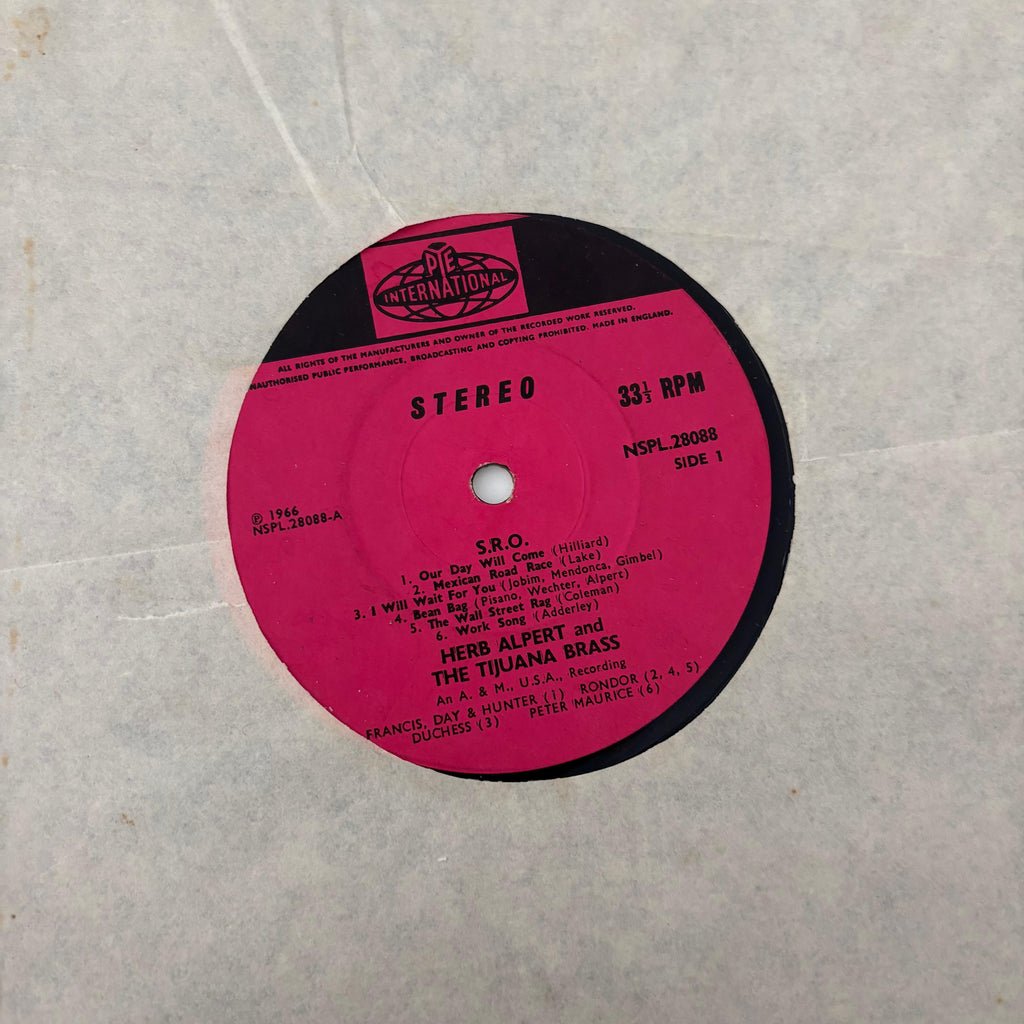 PYE
INTERNATIONAL
ALL RIGHTS OF THE MANUFACTURERS AND OWNER OF THE RECORDED WORK RESERVED.
NAUTHORISED PUBLIC PERFORMANCE, BROADCASTING AND COPYING PROHIBITED. MADE IN ENGLAND.
STEREO
33⅓ RPM
NSPL.28088
SIDE 1
℗ 1966
NSPL.28088-A
S.R.O.
1. Our Day Will Come (Hilliard)
2. Mexican Road Race (Lake)
3. I Will Wait For You (Jobim, Mendonca, Gimbel)
4. Bean Bag (Pisano, Wechter, Alpert)
5. The Wall Street Rag (Coleman)
6. Work Song (Adderley)
HERB ALPERT and
THE TIJUANA BRASS
An A. & M., U.S.A., Recording
FRANCIS, DAY & HUNTER (1) RONDOR (2, 4, 5)
DUCHESS (3) PETER MAURICE (6)